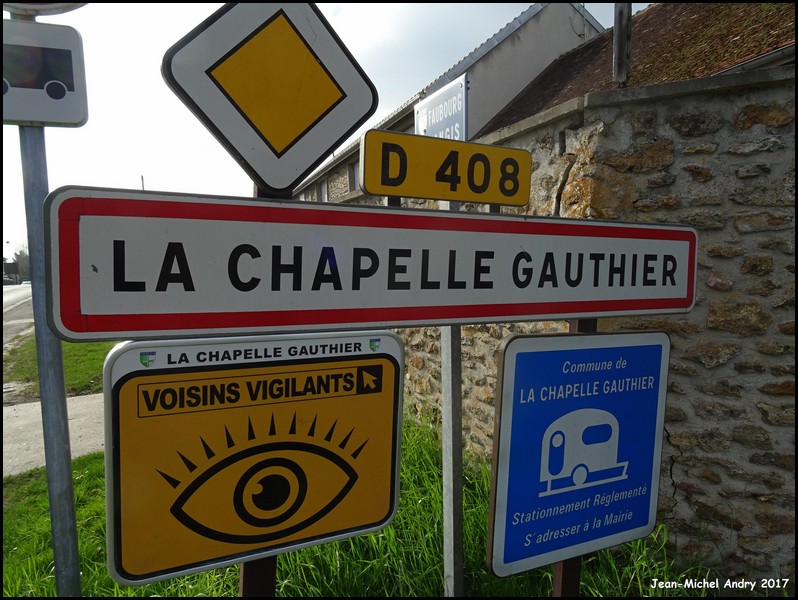 FAUBOURG
D 408
LA CHAPELLE GAUTHIER
LA CHAPELLE GAUTHIER
VOISINS VIGILANTS
Commune de
LA CHAPELLE GAUTHIER
Stationnement Réglementé
S'adresser à la Mairie
Jean-Michel Andry 2017